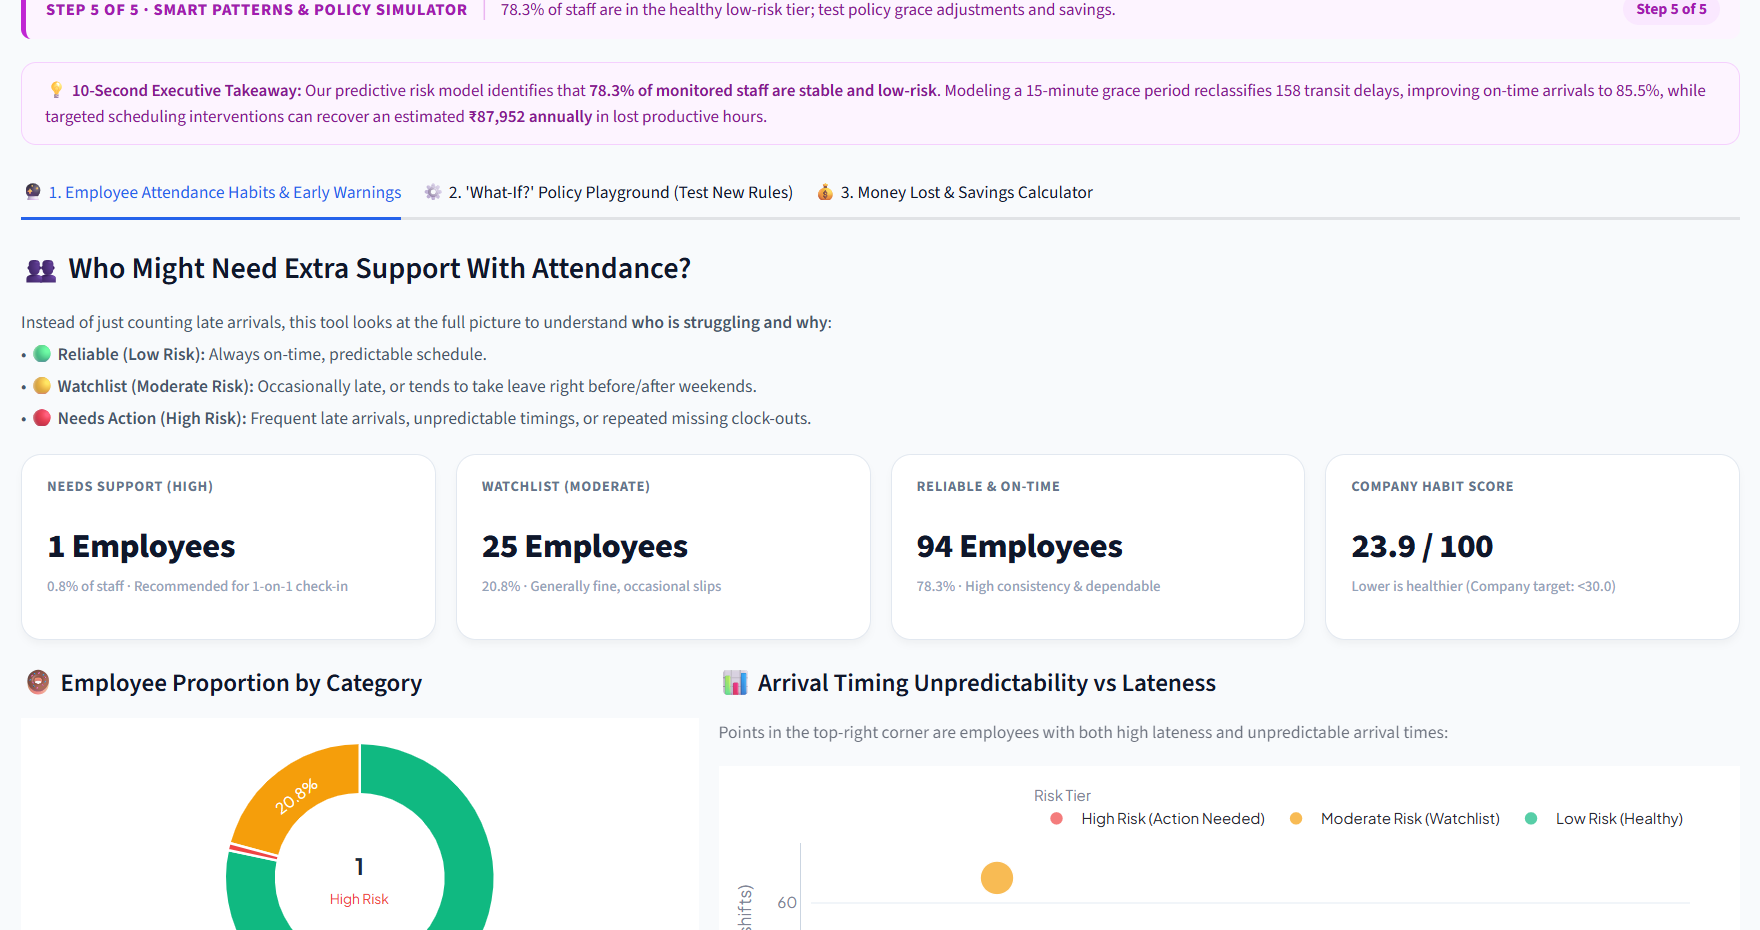 STEP 5 OF 5 · SMART PATTERNS & POLICY SIMULATOR
78.3% of staff are in the healthy low-risk tier; test policy grace adjustments and savings.
Step 5 of 5
10-Second Executive Takeaway: Our predictive risk model identifies that 78.3% of monitored staff are stable and low-risk. Modeling a 15-minute grace period reclassifies 158 transit delays, improving on-time arrivals to 85.5%, while
targeted scheduling interventions can recover an estimated ₹87,952 annually in lost productive hours.
1. Employee Attendance Habits & Early Warnings
2. 'What-If?' Policy Playground (Test New Rules)
3. Money Lost & Savings Calculator
Who Might Need Extra Support With Attendance?
Instead of just counting late arrivals, this tool looks at the full picture to understand who is struggling and why:
• Reliable (Low Risk): Always on-time, predictable schedule.
• Watchlist (Moderate Risk): Occasionally late, or tends to take leave right before/after weekends.
• Needs Action (High Risk): Frequent late arrivals, unpredictable timings, or repeated missing clock-outs.
NEEDS SUPPORT (HIGH)
1 Employees
0.8% of staff · Recommended for 1-on-1 check-in
WATCHLIST (MODERATE)
25 Employees
20.8% · Generally fine, occasional slips
RELIABLE & ON-TIME
94 Employees
78.3% · High consistency & dependable
COMPANY HABIT SCORE
23.9 / 100
Lower is healthier (Company target: <30.0)
Employee Proportion by Category
20.8%
1
High Risk
Arrival Timing Unpredictability vs Lateness
Points in the top-right corner are employees with both high lateness and unpredictable arrival times:
Risk Tier
High Risk (Action Needed)
Moderate Risk (Watchlist)
Low Risk (Healthy)
60
shifts)